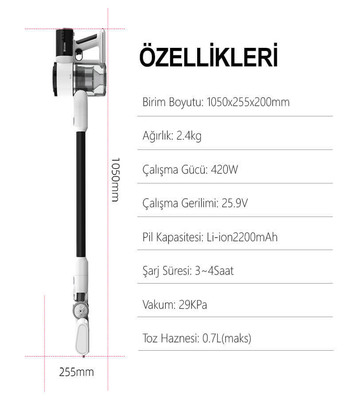 ÖZELLİKLERİ
Birim Boyutu: 1050x255x200mm
Ağırlık: 2.4kg
Çalışma Gücü: 420W
Çalışma Gerilimi: 25.9V
Pil Kapasitesi: Li-ion2200mAh
Şarj Süresi: 3~4Saat
Vakum: 29KPa
Toz Haznesi: 0.7L(maks)
1050mm
255mm